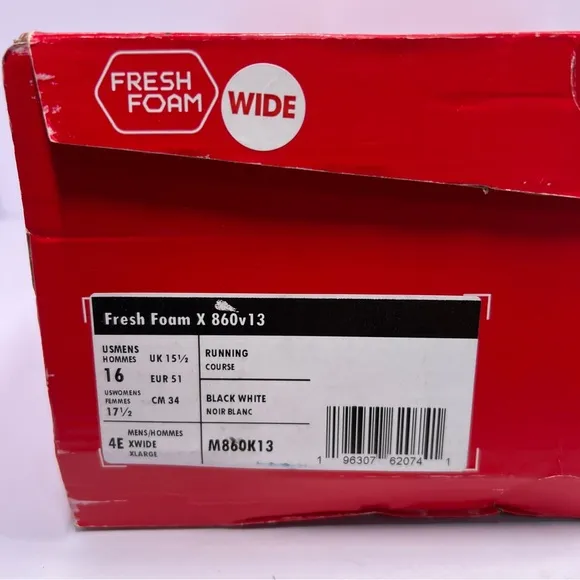 FRESH
FOAM
WIDE
Fresh Foam X 860v13
USMENS
HOMMES
16
UK 15½
EUR 51
CM 34
USWOMENS
FEMMES
17½
RUNNING
COURSE
BLACK WHITE
NOIR BLANC
4E
MENS/HOMMES
XWIDE
XLARGE
M860K13
1 96307 62074 1